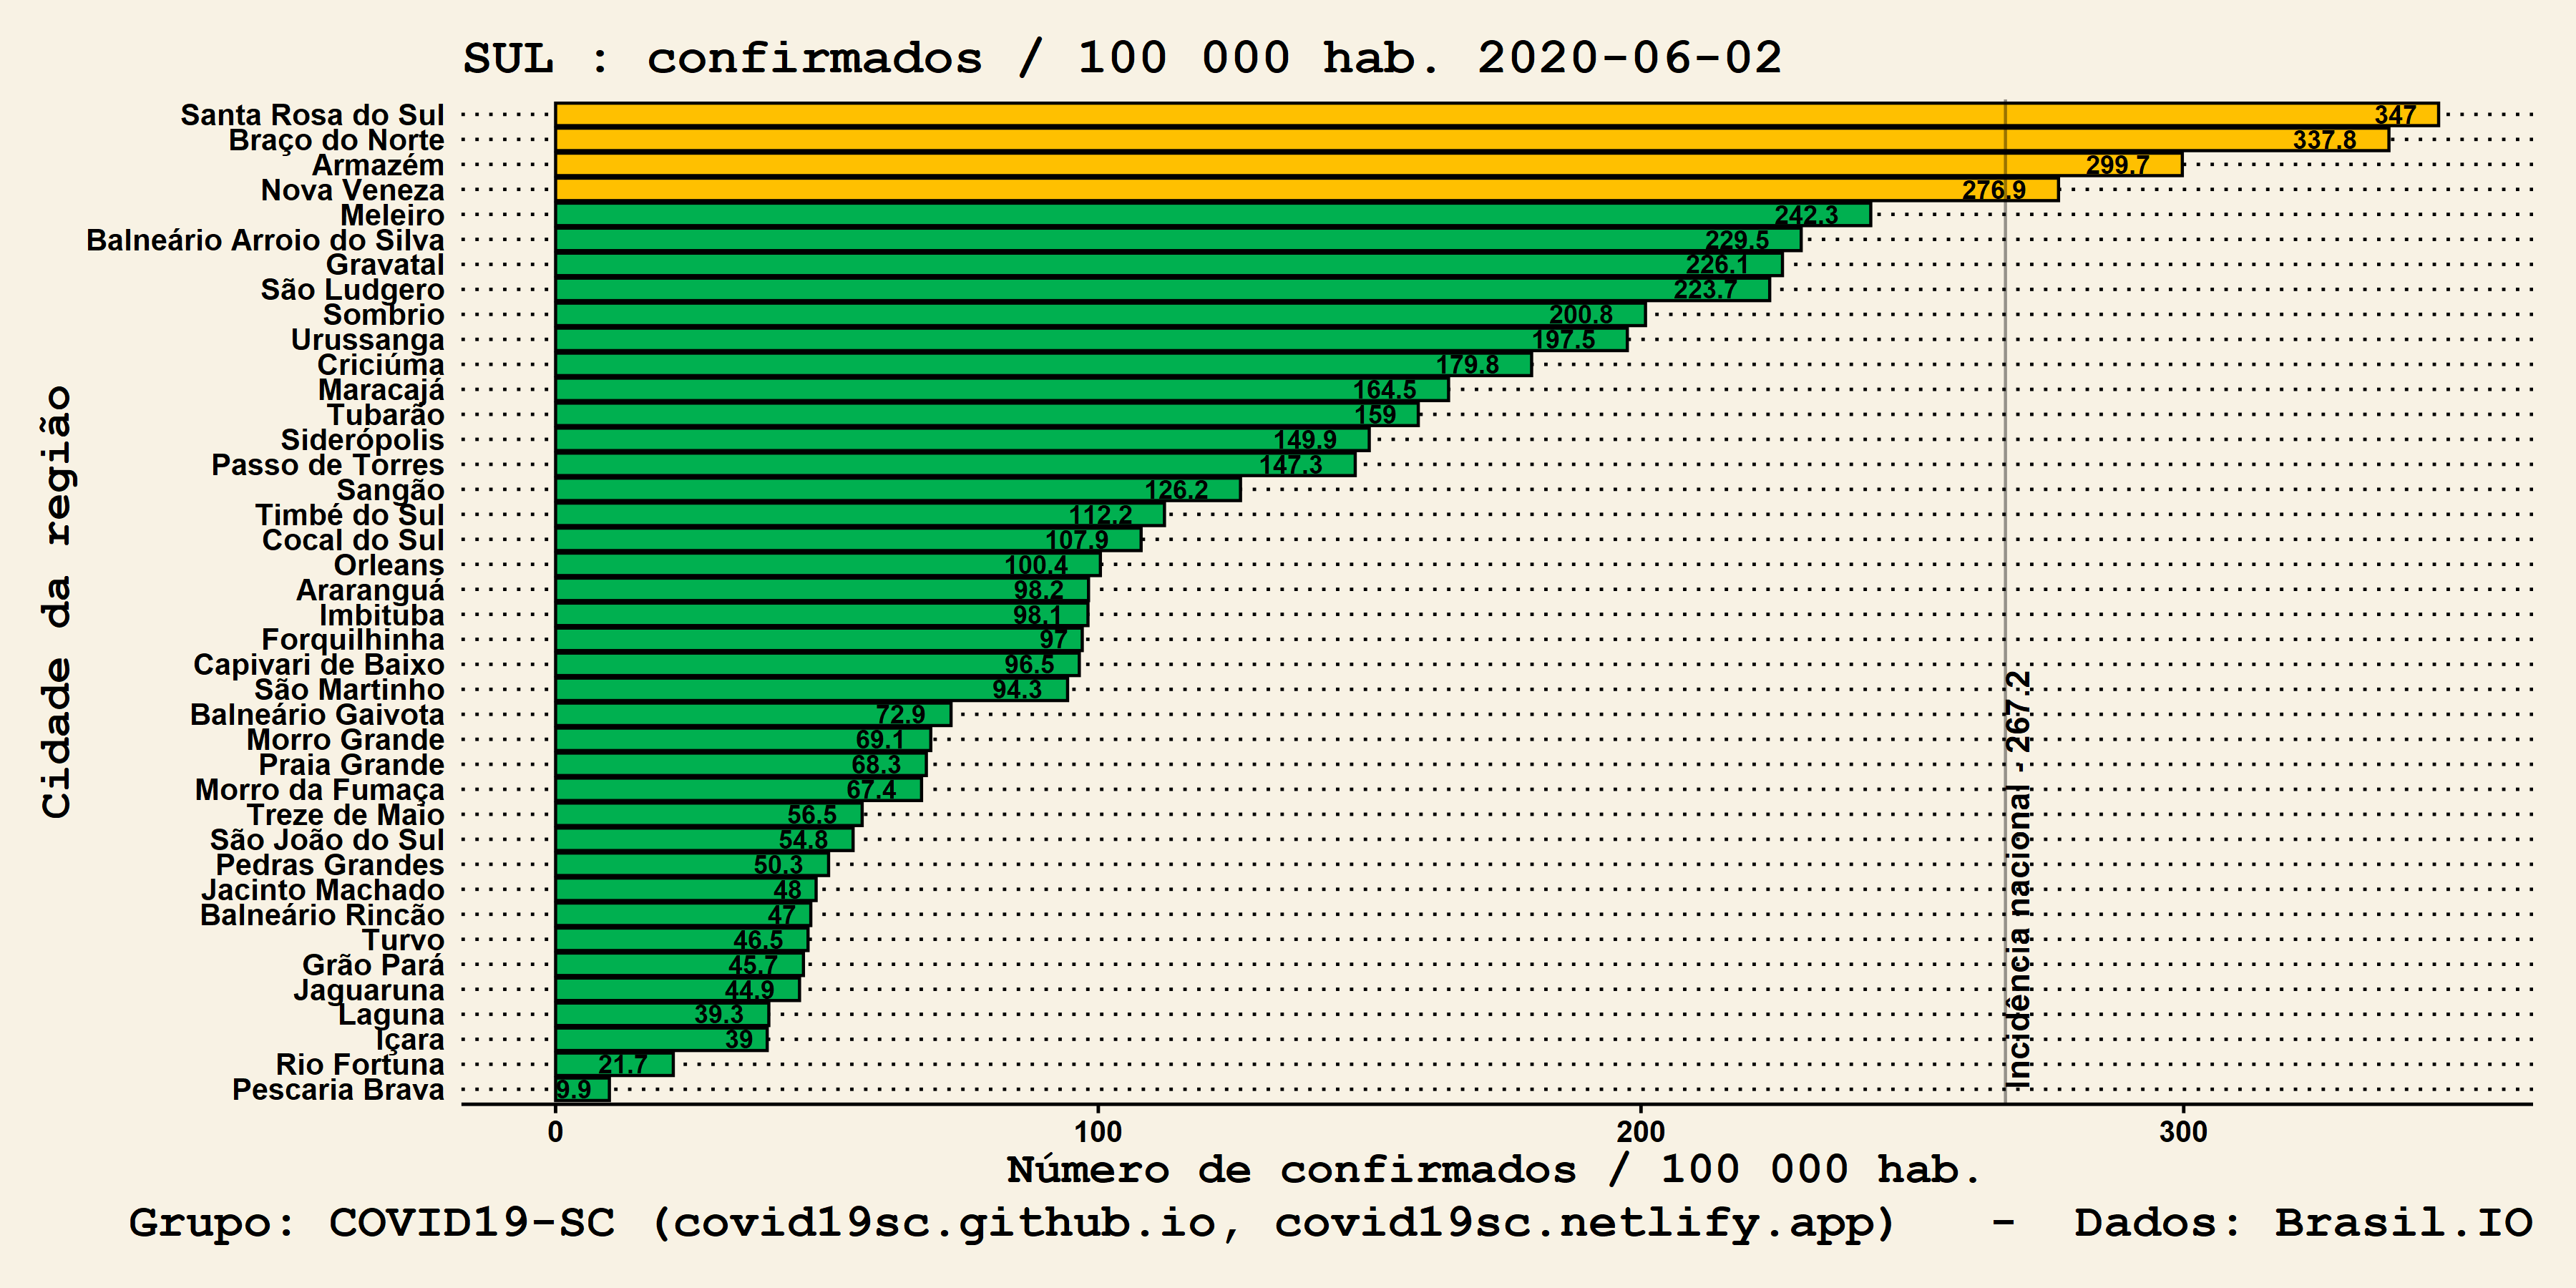 SUL : confirmados / 100 000 hab. 2020-06-02
Cidade da região
Santa Rosa do Sul 347
Braço do Norte 337.8
Armazém 299.7
Nova Veneza 276.9
Meleiro 242.3
Balneário Arroio do Silva 229.5
Gravatal 226.1
São Ludgero 223.7
Sombrio 200.8
Urussanga 197.5
Criciúma 179.8
Maracajá 164.5
Tubarão 159
Siderópolis 149.9
Passo de Torres 147.3
Sangão 126.2
Timbé do Sul 112.2
Cocal do Sul 107.9
Orleans 100.4
Araranguá 98.2
Imbituba 98.1
Forquilhinha 97
Capivari de Baixo 96.5
São Martinho 94.3
Balneário Gaivota 72.9
Morro Grande 69.1
Praia Grande 68.3
Morro da Fumaça 67.4
Treze de Maio 56.5
São João do Sul 54.8
Pedras Grandes 50.3
Jacinto Machado 48
Balneário Rincão 47
Turvo 46.5
Grão Pará 45.7
Jaguaruna 44.9
Laguna 39.3
Içara 39
Rio Fortuna 21.7
Pescaria Brava 9.9
Incidência nacional - 267.2
0 100 200 300
Número de confirmados / 100 000 hab.
Grupo: COVID19-SC (covid19sc.github.io, covid19sc.netlify.app) - Dados: Brasil.IO